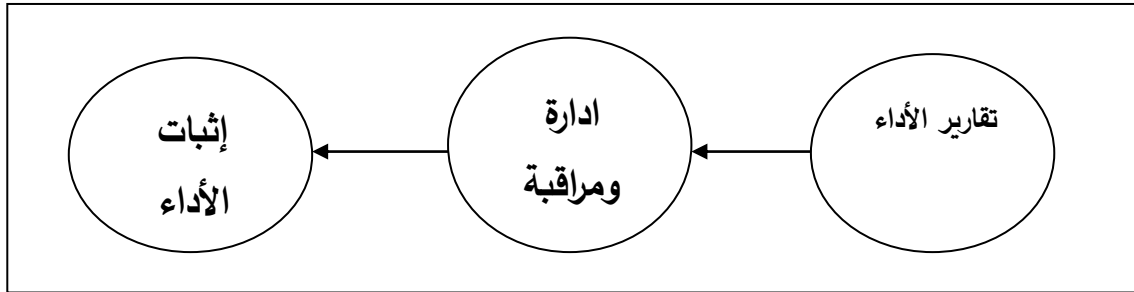 تقارير الأداء
ادارة
ومراقبة
إثبات
الأداء